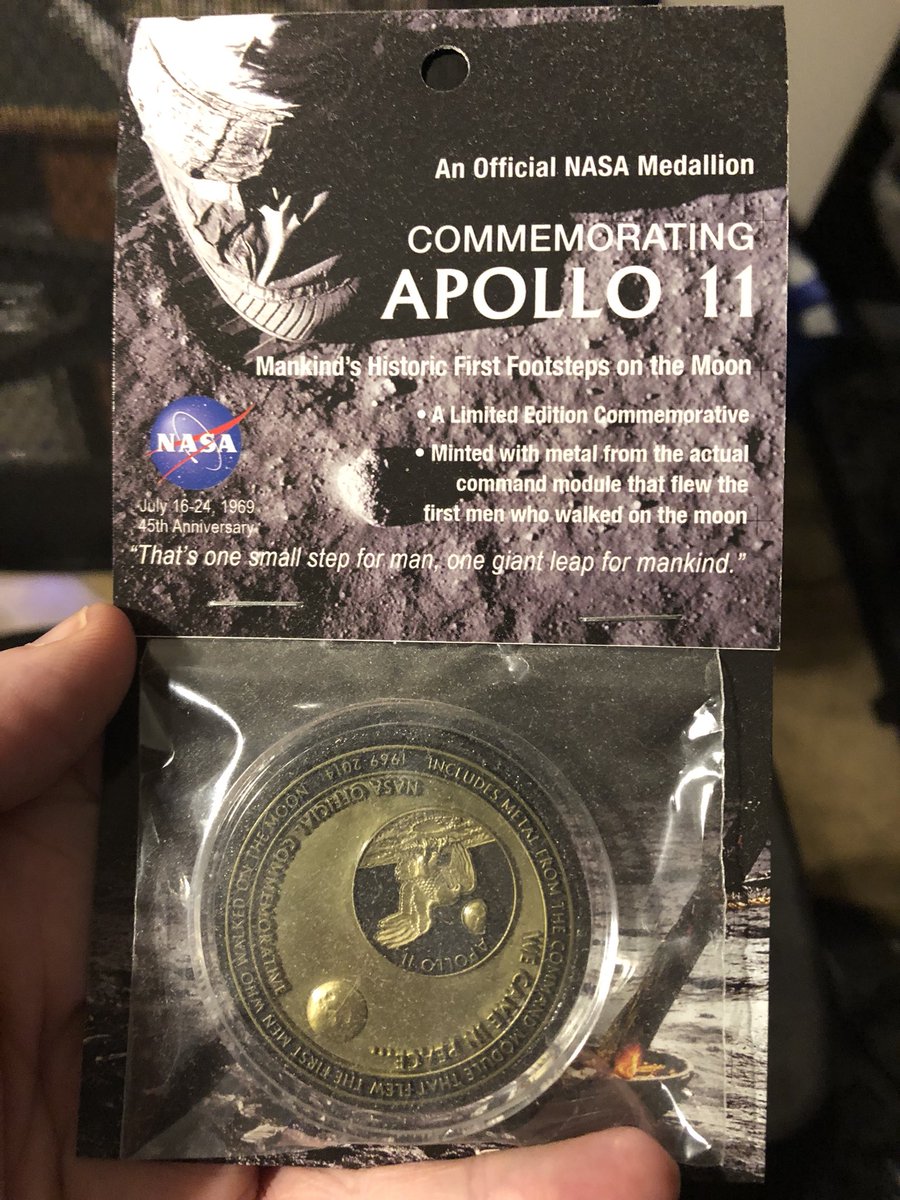 An Official NASA Medallion
COMMEMORATING
APOLLO 11
Mankind's Historic First Footsteps on the Moon
• A Limited Edition Commemorative
• Minted with metal from the actual
command module that flew the
first men who walked on the moon
NASA
July 16-24, 1969
45th Anniversary
“That's one small step for man, one giant leap for mankind.”
INCLUDES METAL FROM THE COMMAND MODULE THAT FLEW THE FIRST MEN WHO WALKED ON THE MOON
1969 2014
NASA OFFICIAL COMMEMORATIVE
APOLLO 11
WE CAME IN PEACE...